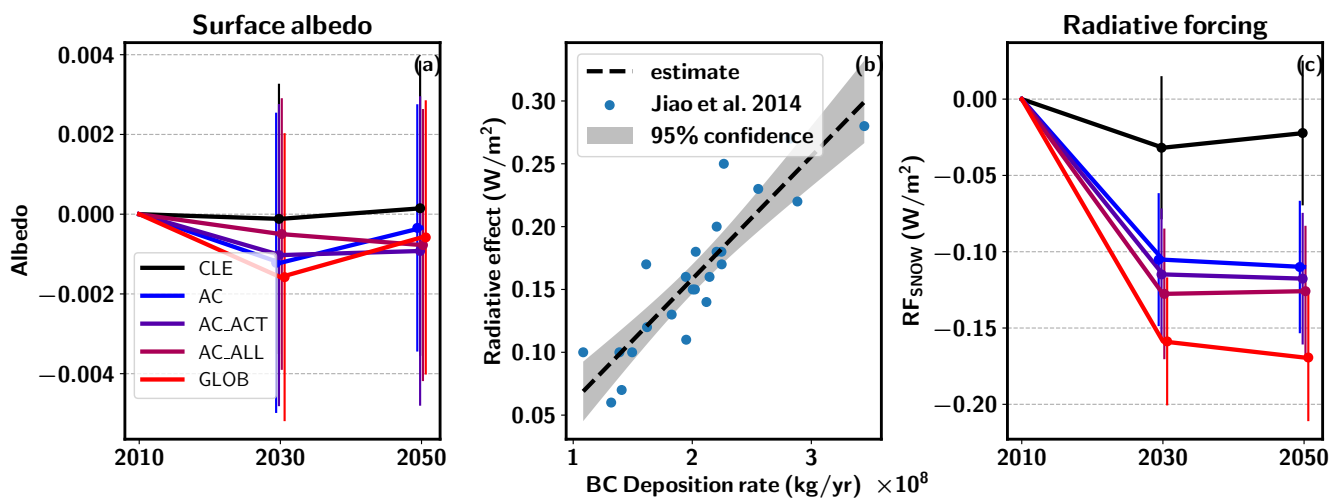 Surface albedo
(a)
Albedo
0.004
0.002
0.000
−0.002
−0.004
CLE
AC
AC_ACT
AC_ALL
GLOB
2010
2030
2050
(b)
estimate
Jiao et al. 2014
95% confidence
Radiative effect (W/m²)
0.30
0.25
0.20
0.15
0.10
0.05
1
2
3
BC Deposition rate (kg/yr) ×10⁸
Radiative forcing
(c)
RF_SNOW (W/m²)
0.00
−0.05
−0.10
−0.15
−0.20
2010
2030
2050